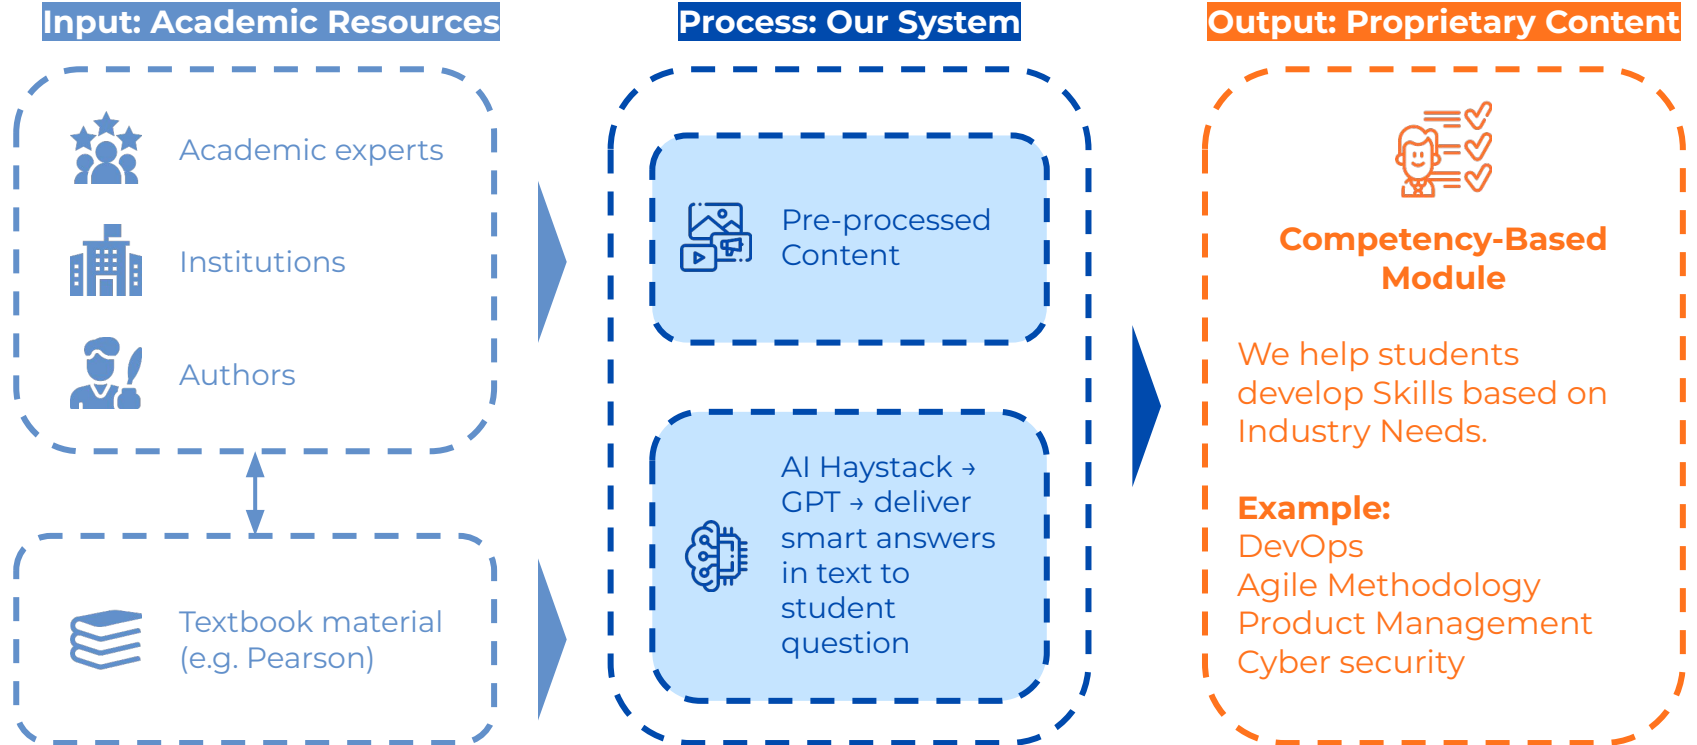 Input: Academic Resources
Academic experts
Institutions
Authors
Textbook material
(e.g. Pearson)
Process: Our System
Pre-processed
Content
AI Haystack →
GPT → deliver
smart answers
in text to
student
question
Output: Proprietary Content
Competency-Based
Module
We help students
develop Skills based on
Industry Needs.
Example:
DevOps
Agile Methodology
Product Management
Cyber security